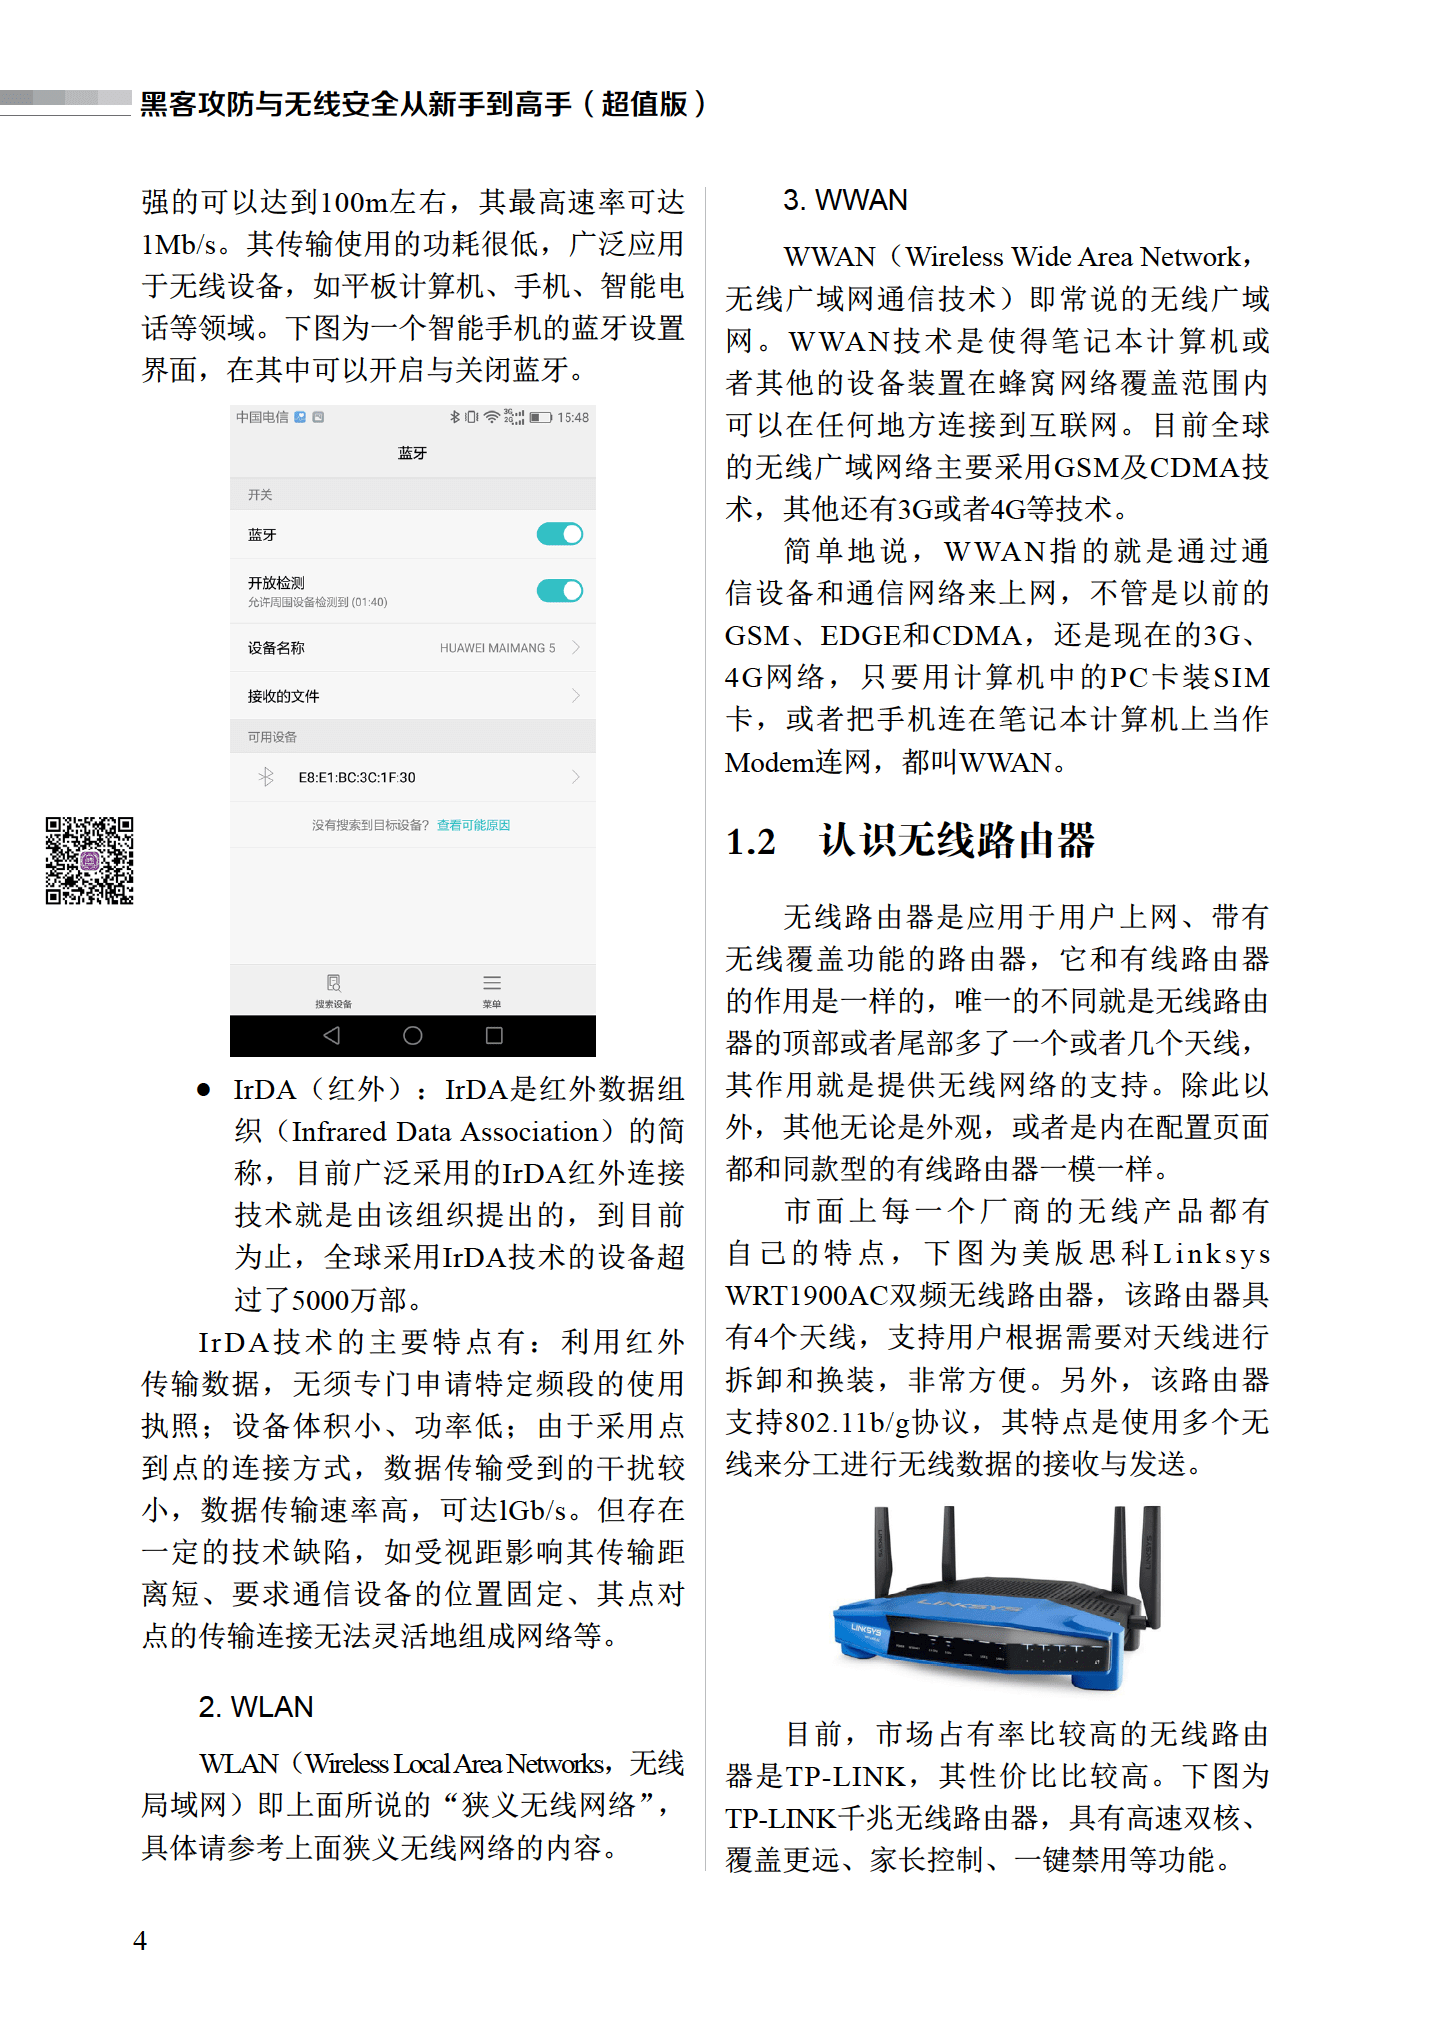 黑客攻防与无线安全从新手到高手（超值版）
强的可以达到100m左右，其最高速率可达
1Mb/s。其传输使用的功耗很低，广泛应用
于无线设备，如平板计算机、手机、智能电
话等领域。下图为一个智能手机的蓝牙设置
界面，在其中可以开启与关闭蓝牙。
中国电信 3G 2G 15:48
蓝牙
开关
蓝牙
开放检测
允许周围设备检测到 (01:40)
设备名称 HUAWEI MAIMANG 5
接收的文件
可用设备
E8:E1:BC:3C:1F:30
没有搜索到目标设备？查看可能原因
搜索设备 菜单
● IrDA（红外）：IrDA是红外数据组
织（Infrared Data Association）的简
称，目前广泛采用的IrDA红外连接
技术就是由该组织提出的，到目前
为止，全球采用IrDA技术的设备超
过了5000万部。
IrDA技术的主要特点有：利用红外
传输数据，无须专门申请特定频段的使用
执照；设备体积小、功率低；由于采用点
到点的连接方式，数据传输受到的干扰较
小，数据传输速率高，可达lGb/s。但存在
一定的技术缺陷，如受视距影响其传输距
离短、要求通信设备的位置固定、其点对
点的传输连接无法灵活地组成网络等。
2. WLAN
WLAN（Wireless Local Area Networks，无线
局域网）即上面所说的“狭义无线网络”，
具体请参考上面狭义无线网络的内容。
3. WWAN
WWAN（Wireless Wide Area Network，
无线广域网通信技术）即常说的无线广域
网。WWAN技术是使得笔记本计算机或
者其他的设备装置在蜂窝网络覆盖范围内
可以在任何地方连接到互联网。目前全球
的无线广域网络主要采用GSM及CDMA技
术，其他还有3G或者4G等技术。
简单地说，WWAN指的就是通过通
信设备和通信网络来上网，不管是以前的
GSM、EDGE和CDMA，还是现在的3G、
4G网络，只要用计算机中的PC卡装SIM
卡，或者把手机连在笔记本计算机上当作
Modem连网，都叫WWAN。
1.2 认识无线路由器
无线路由器是应用于用户上网、带有
无线覆盖功能的路由器，它和有线路由器
的作用是一样的，唯一的不同就是无线路由
器的顶部或者尾部多了一个或者几个天线，
其作用就是提供无线网络的支持。除此以
外，其他无论是外观，或者是内在配置页面
都和同款型的有线路由器一模一样。
市面上每一个厂商的无线产品都有
自己的特点，下图为美版思科Linksys
WRT1900AC双频无线路由器，该路由器具
有4个天线，支持用户根据需要对天线进行
拆卸和换装，非常方便。另外，该路由器
支持802.11b/g协议，其特点是使用多个无
线来分工进行无线数据的接收与发送。
LINKSYS
LINKSYS
目前，市场占有率比较高的无线路由
器是TP-LINK，其性价比比较高。下图为
TP-LINK千兆无线路由器，具有高速双核、
覆盖更远、家长控制、一键禁用等功能。
4